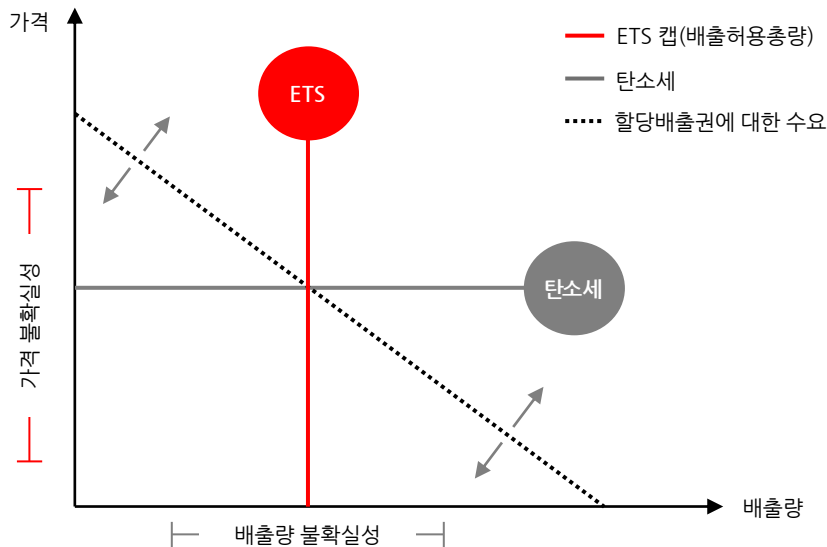 가격
ETS 캡(배출허용총량)
탄소세
할당배출권에 대한 수요
ETS
탄소세
가격 불확실성
배출량
배출량 불확실성